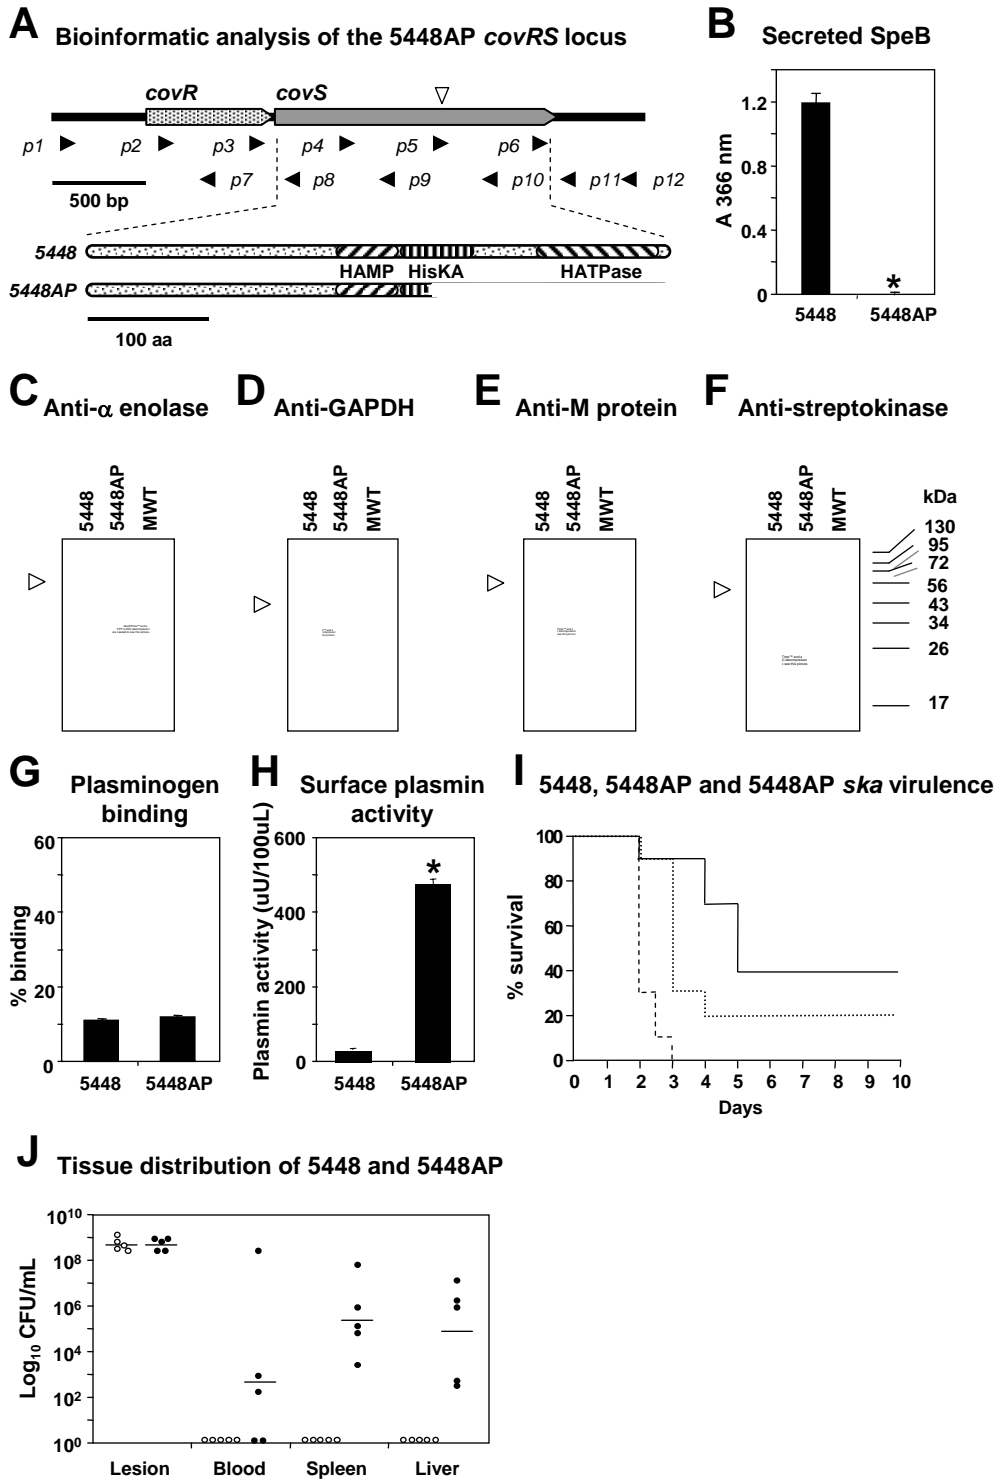 A Bioinformatic analysis of the 5448AP covRS locus
covR covS
p1 p2 p3 p4 p5 p6
p7 p8 p9 p10 p11 p12
500 bp
5448
HAMP HisKA HATPase
5448AP
100 aa
B Secreted SpeB
A 366 nm
1.2
0.8
0.4
0
*
5448 5448AP
C Anti-α enolase
5448 5448AP MWT
D Anti-GAPDH
5448 5448AP MWT
E Anti-M protein
5448 5448AP MWT
F Anti-streptokinase
5448 5448AP MWT
kDa
130
95
72
56
43
34
26
17
G Plasminogen
binding
% binding
60
40
20
0
5448 5448AP
H Surface plasmin
activity
Plasmin activity (uU/100uL)
600
400
200
0
*
5448 5448AP
I 5448, 5448AP and 5448AP ska virulence
% survival
100
80
60
40
20
0
0 1 2 3 4 5 6 7 8 9 10
Days
J Tissue distribution of 5448 and 5448AP
Log₁₀ CFU/mL
10¹⁰
10⁸
10⁶
10⁴
10²
10⁰
Lesion Blood Spleen Liver